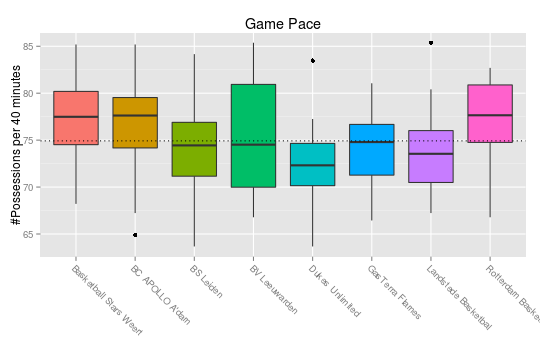 Game Pace
#Possessions per 40 minutes
85
80
75
70
65
Basketball Stars Weert
BC APOLLO A'dam
BS Leiden
BV Leeuwarden
Dukes Unlimited
GasTerra Flames
Landstede Basketbal
Rotterdam Basket